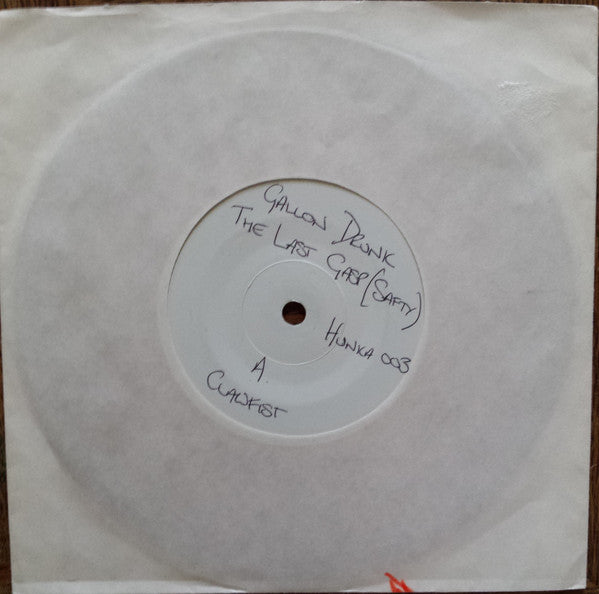 GALLON DRUNK
THE LAST GASP (SAFTY)
HUNKA 003
A.
CLAWFIST